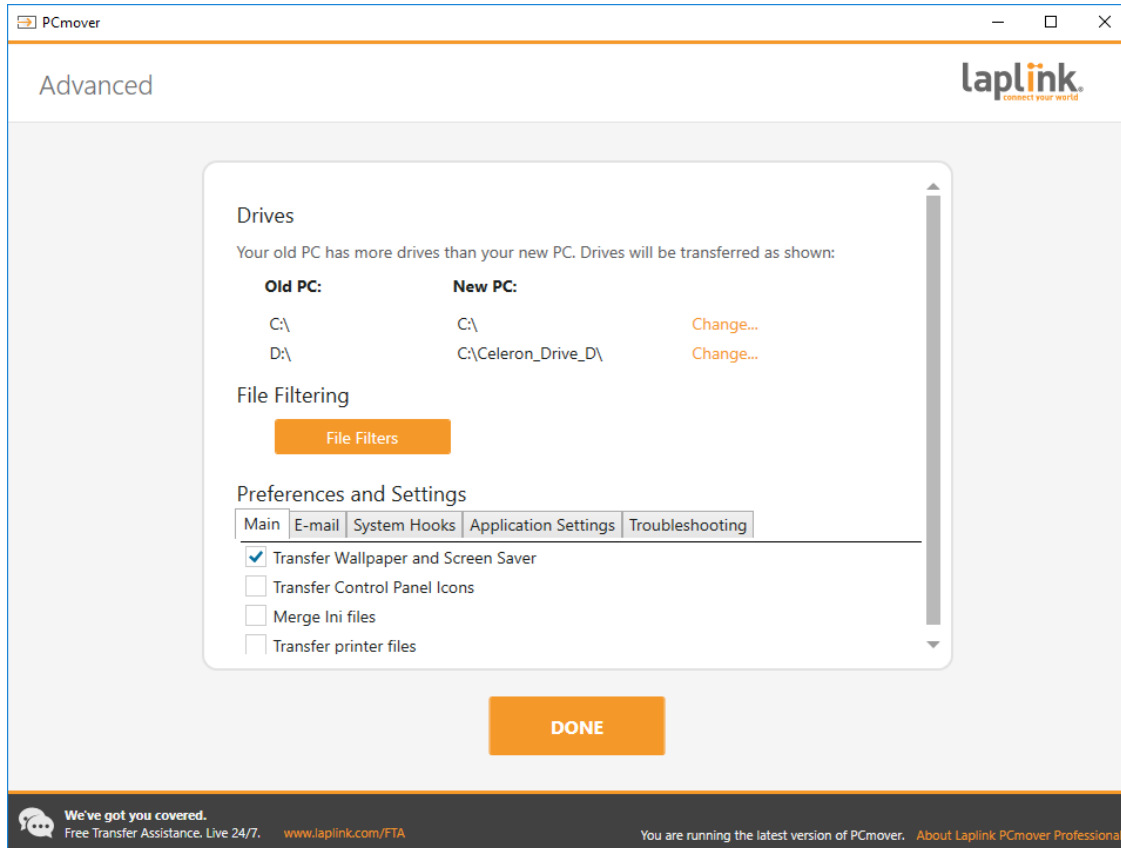 PCmover
Advanced
laplink.
connect your world
Drives
Your old PC has more drives than your new PC. Drives will be transferred as shown:
Old PC: New PC:
C:\ C:\ Change...
D:\ C:\Celeron_Drive_D\ Change...
File Filtering
File Filters
Preferences and Settings
Main E-mail System Hooks Application Settings Troubleshooting
Transfer Wallpaper and Screen Saver
Transfer Control Panel Icons
Merge Ini files
Transfer printer files
DONE
We've got you covered.
Free Transfer Assistance. Live 24/7. www.laplink.com/FTA
You are running the latest version of PCmover. About Laplink PCmover Professional